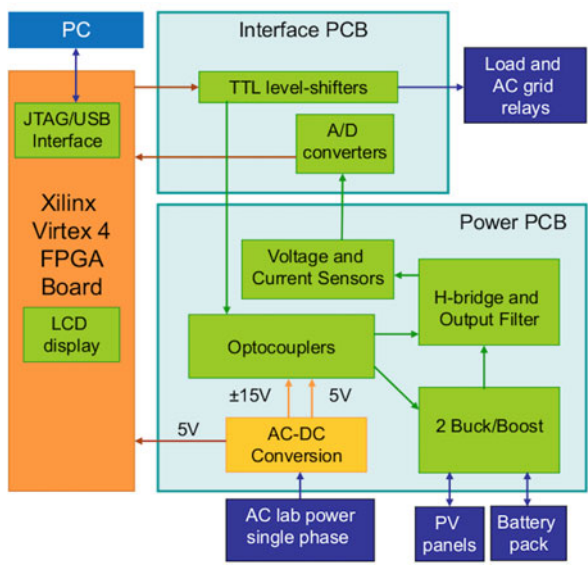 PC
Interface PCB
TTL level-shifters
Load and
AC grid
relays
JTAG/USB
Interface
A/D
converters
Xilinx
Virtex 4
FPGA
Board
LCD
display
Power PCB
Voltage and
Current Sensors
H-bridge and
Output Filter
Optocouplers
±15V
5V
5V
AC-DC
Conversion
2 Buck/Boost
AC lab power
single phase
PV
panels
Battery
pack